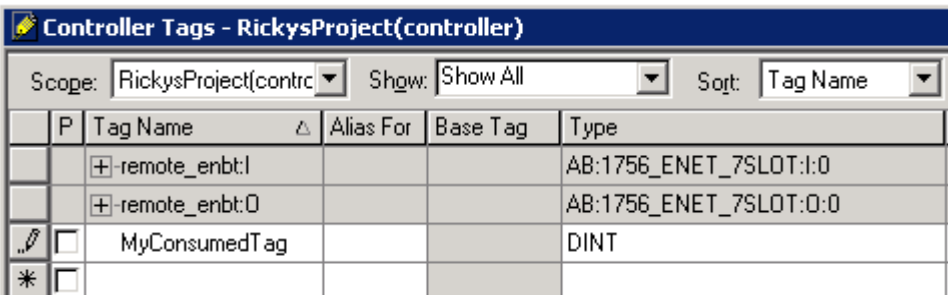 Controller Tags - RickysProject(controller)
Scope: RickysProject(contrc Show: Show All Sort: Tag Name
P Tag Name Alias For Base Tag Type
remote_enbt:I AB:1756_ENET_7SLOT:I:0
remote_enbt:O AB:1756_ENET_7SLOT:O:0
MyConsumedTag DINT